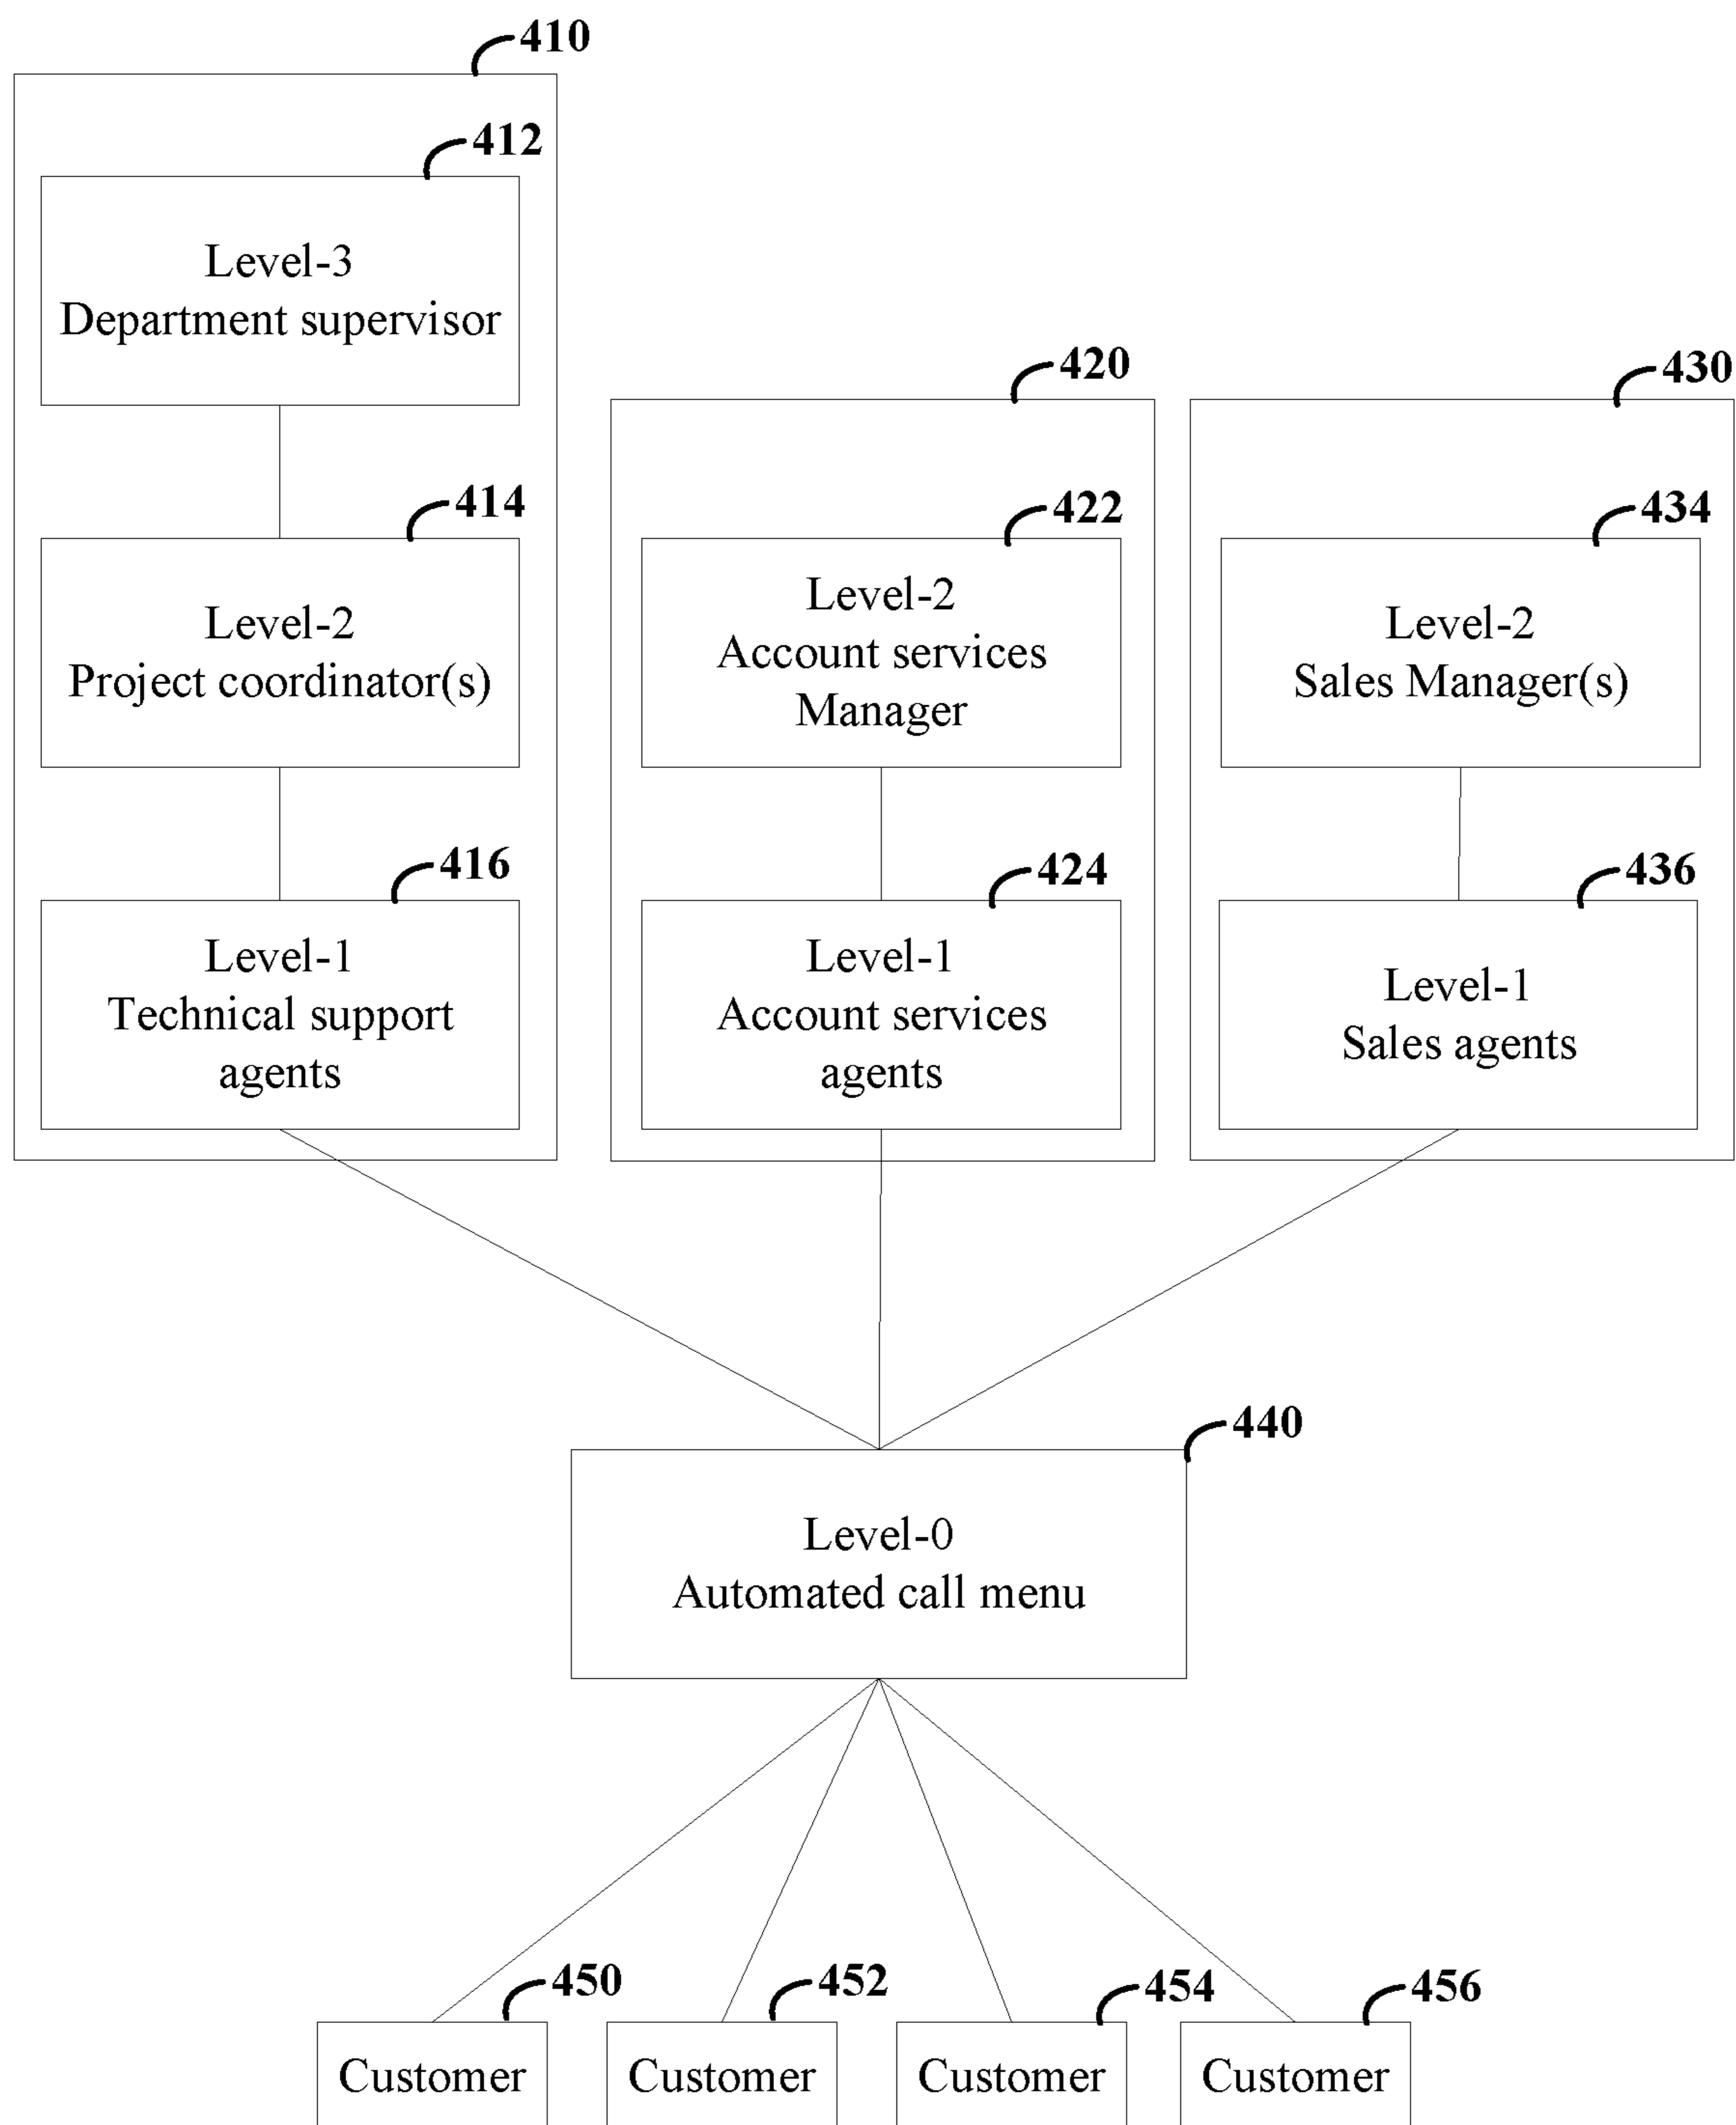 410
412
Level-3
Department supervisor
420
430
414
422
434
Level-2
Project coordinator(s)
Level-2
Account services
Manager
Level-2
Sales Manager(s)
416
424
436
Level-1
Technical support
agents
Level-1
Account services
agents
Level-1
Sales agents
440
Level-0
Automated call menu
450
452
454
456
Customer
Customer
Customer
Customer